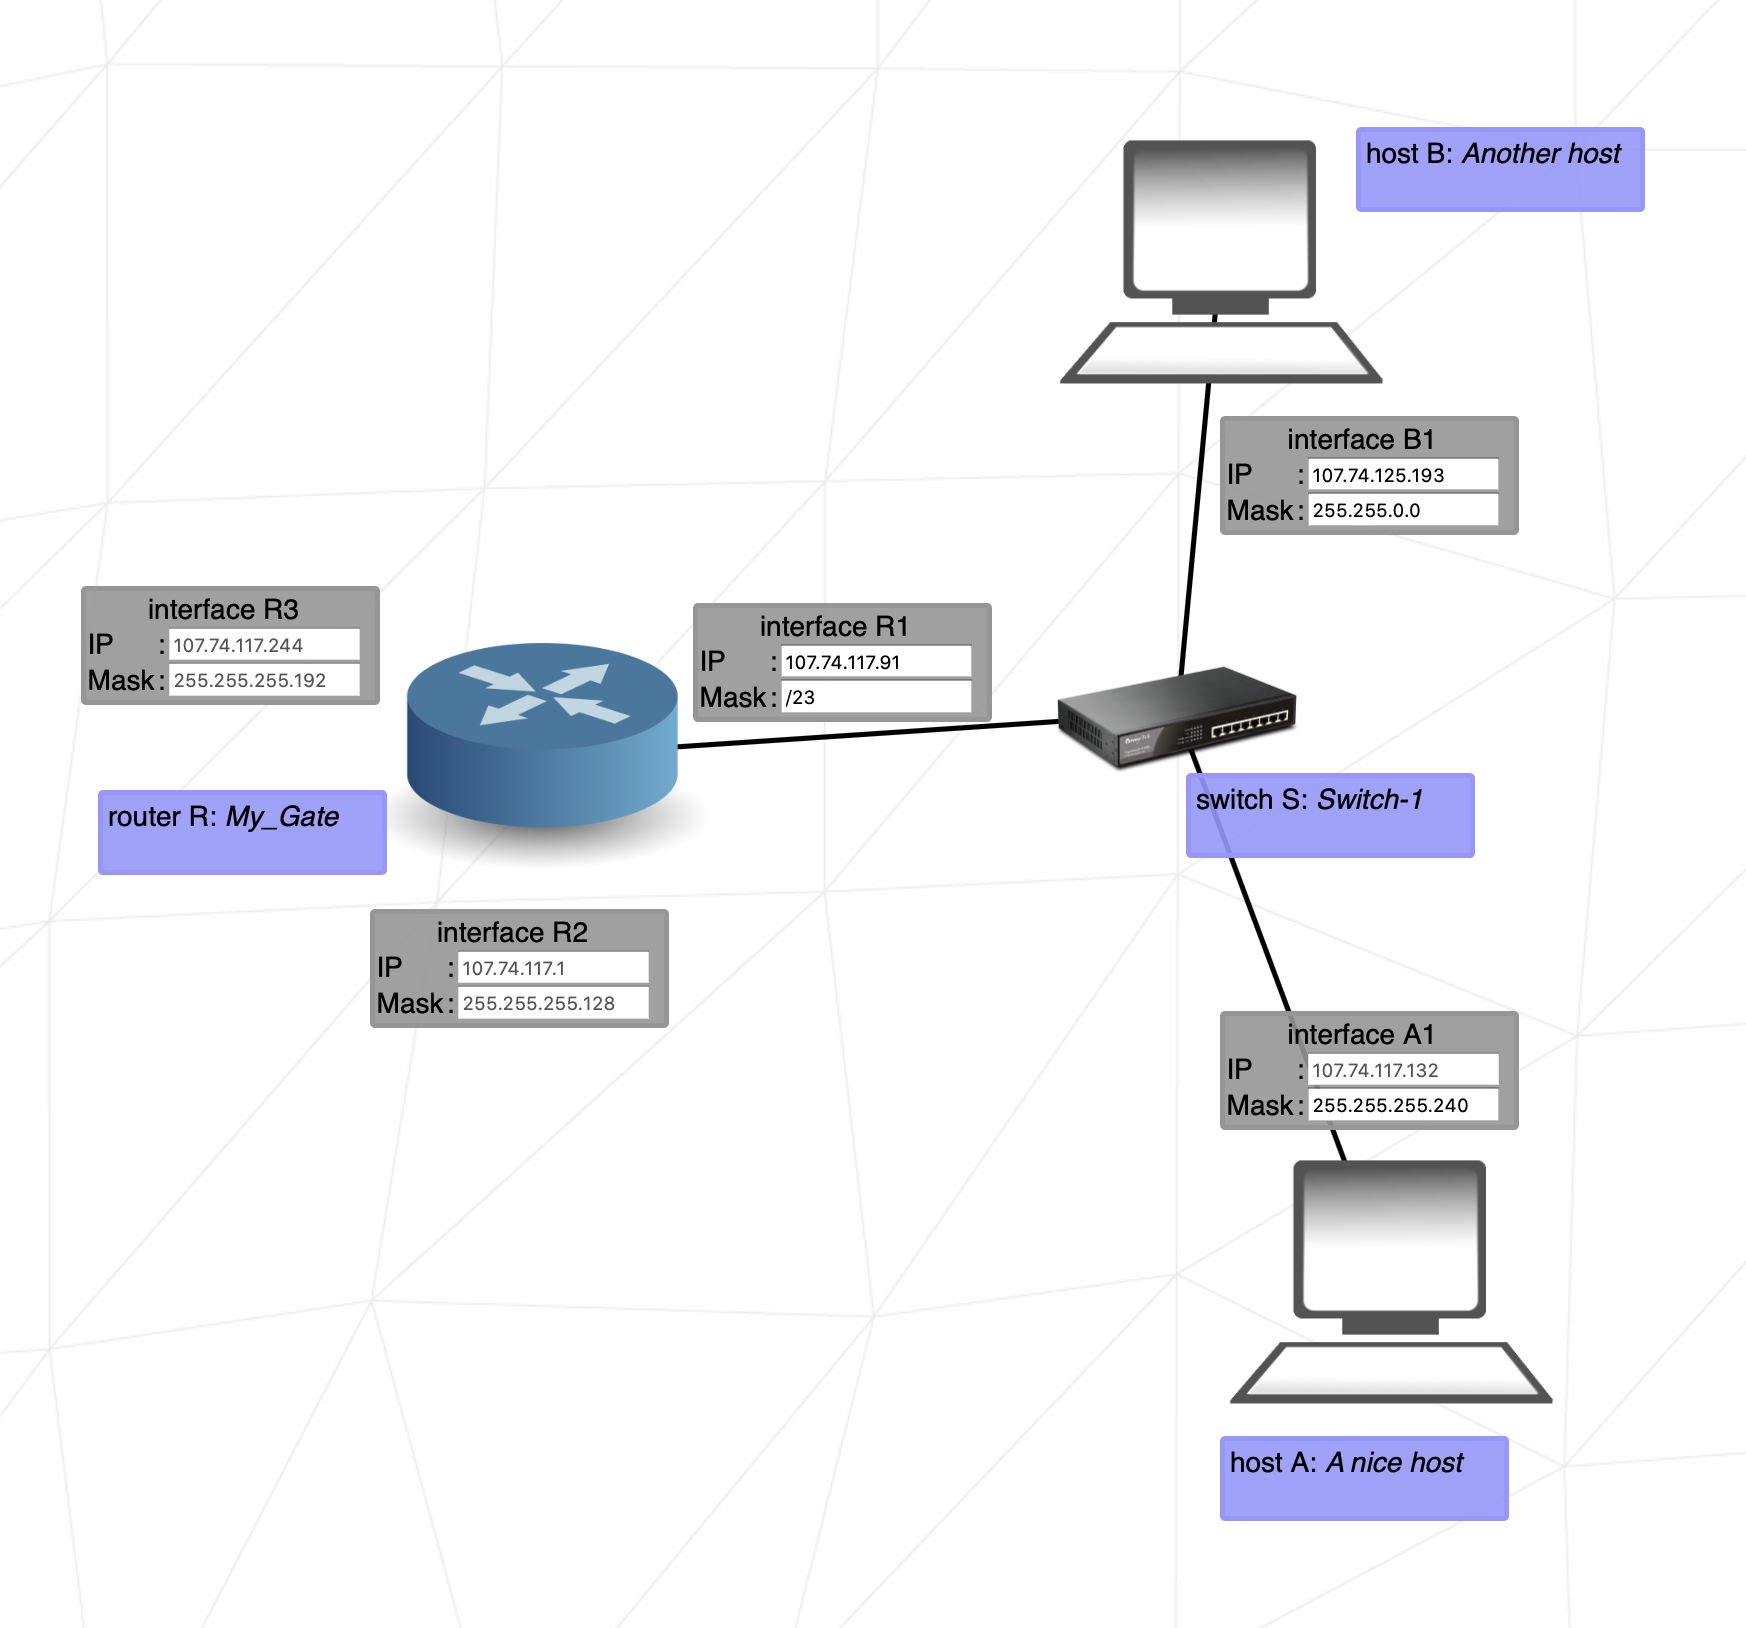 host B: Another host
interface B1
IP : 107.74.125.193
Mask : 255.255.0.0
interface R3
IP : 107.74.117.244
Mask : 255.255.255.192
interface R1
IP : 107.74.117.91
Mask : /23
router R: My_Gate
switch S: Switch-1
interface R2
IP : 107.74.117.1
Mask : 255.255.255.128
interface A1
IP : 107.74.117.132
Mask : 255.255.255.240
host A: A nice host